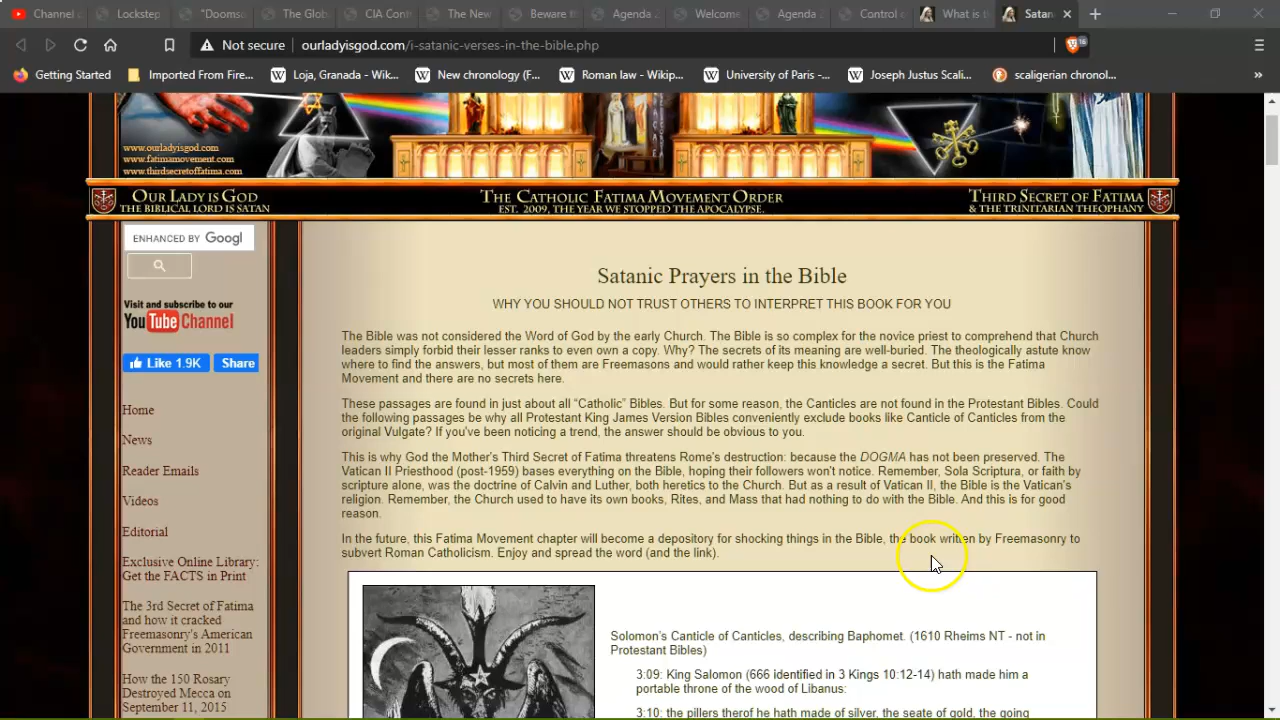 Channel c
Lockstep
"Dooms
The Glob
CIA Cont
The New
Beware t
Agenda 2
Welcome
Agenda
Control o
What is t
Satan
Not secure
ourladyisgod.com/i-satanic-verses-in-the-bible.php
16
Getting Started
Imported From Fire...
Loja, Granada - Wik...
New chronology (F...
Roman law - Wikip...
University of Paris -...
Joseph Justus Scali...
scaligerian chronol...
www.ourladyisgod.com
www.fatimamovement.com
www.thirdsecretoffatima.com
OUR LADY IS GOD
THE BIBLICAL LORD IS SATAN
THE CATHOLIC FATIMA MOVEMENT ORDER
EST. 2009, THE YEAR WE STOPPED THE APOCALYPSE.
THIRD SECRET OF FATIMA
& THE TRINITARIAN THEOPHANY
ENHANCED BY Googl
Visit and subscribe to our
YouTube Channel
Like 1.9K
Share
Home
News
Reader Emails
Videos
Editorial
Exclusive Online Library:
Get the FACTS in Print
The 3rd Secret of Fatima
and how it cracked
Freemasonry's American
Government in 2011
How the 150 Rosary
Destroyed Mecca on
September 11, 2015
Satanic Prayers in the Bible
WHY YOU SHOULD NOT TRUST OTHERS TO INTERPRET THIS BOOK FOR YOU
The Bible was not considered the Word of God by the early Church. The Bible is so complex for the novice priest to comprehend that Church
leaders simply forbid their lesser ranks to even own a copy. Why? The secrets of its meaning are well-buried. The theologically astute know
where to find the answers, but most of them are Freemasons and would rather keep this knowledge a secret. But this is the Fatima
Movement and there are no secrets here.
These passages are found in just about all “Catholic” Bibles. But for some reason, the Canticles are not found in the Protestant Bibles. Could
the following passages be why all Protestant King James Version Bibles conveniently exclude books like Canticle of Canticles from the
original Vulgate? If you've been noticing a trend, the answer should be obvious to you.
This is why God the Mother's Third Secret of Fatima threatens Rome's destruction: because the DOGMA has not been preserved. The
Vatican II Priesthood (post-1959) bases everything on the Bible, hoping their followers won't notice. Remember, Sola Scriptura, or faith by
scripture alone, was the doctrine of Calvin and Luther, both heretics to the Church. But as a result of Vatican II, the Bible is the Vatican's
religion. Remember, the Church used to have its own books, Rites, and Mass that had nothing to do with the Bible. And this is for good
reason.
In the future, this Fatima Movement chapter will become a depository for shocking things in the Bible, the book written by Freemasonry to
subvert Roman Catholicism. Enjoy and spread the word (and the link).
Solomon's Canticle of Canticles, describing Baphomet. (1610 Rheims NT - not in
Protestant Bibles)
3:09: King Salomon (666 identified in 3 Kings 10:12-14) hath made him a
portable throne of the wood of Libanus:
3:10: the pillers therof he hath made of silver, the seate of gold, the going